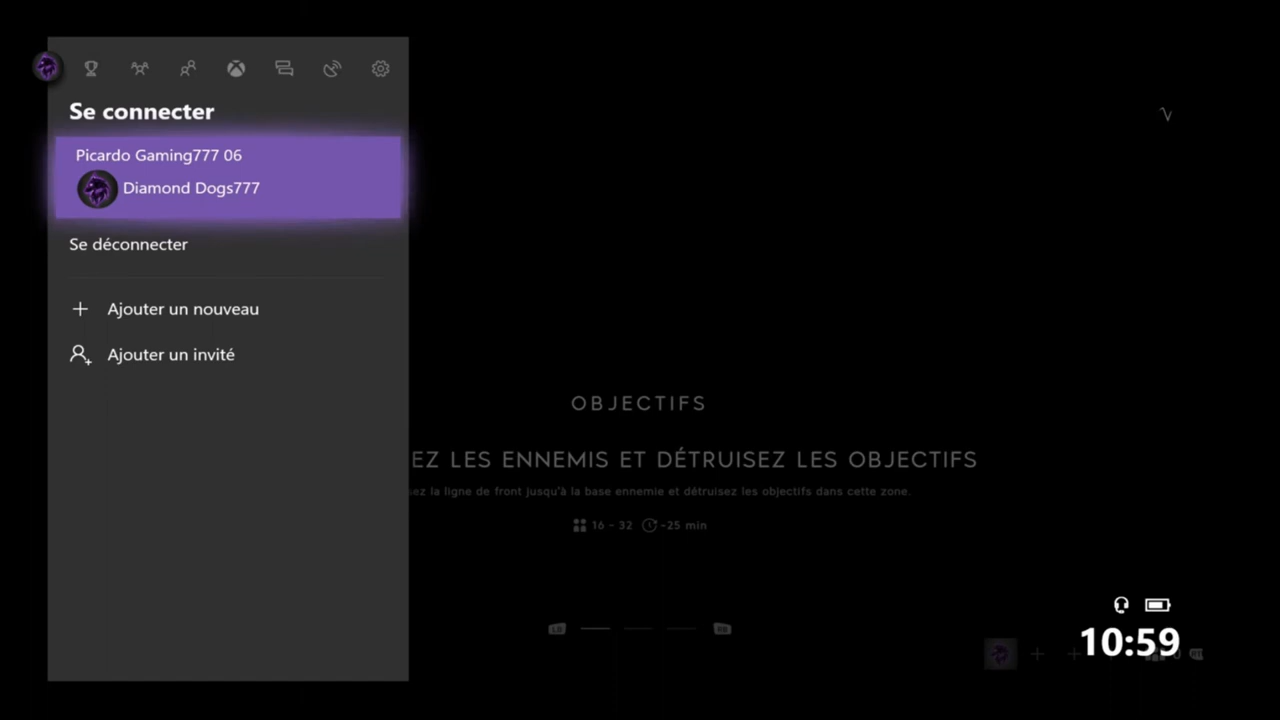 Se connecter
Picardo Gaming777 06
Diamond Dogs777
Se déconnecter
Ajouter un nouveau
Ajouter un invité
OBJECTIFS
EZ LES ENNEMIS ET DÉTRUISEZ LES OBJECTIFS
sez la ligne de front jusqu'à la base ennemie et détruisez les objectifs dans cette zone.
16 - 32 ~25 min
LB RB
10:59